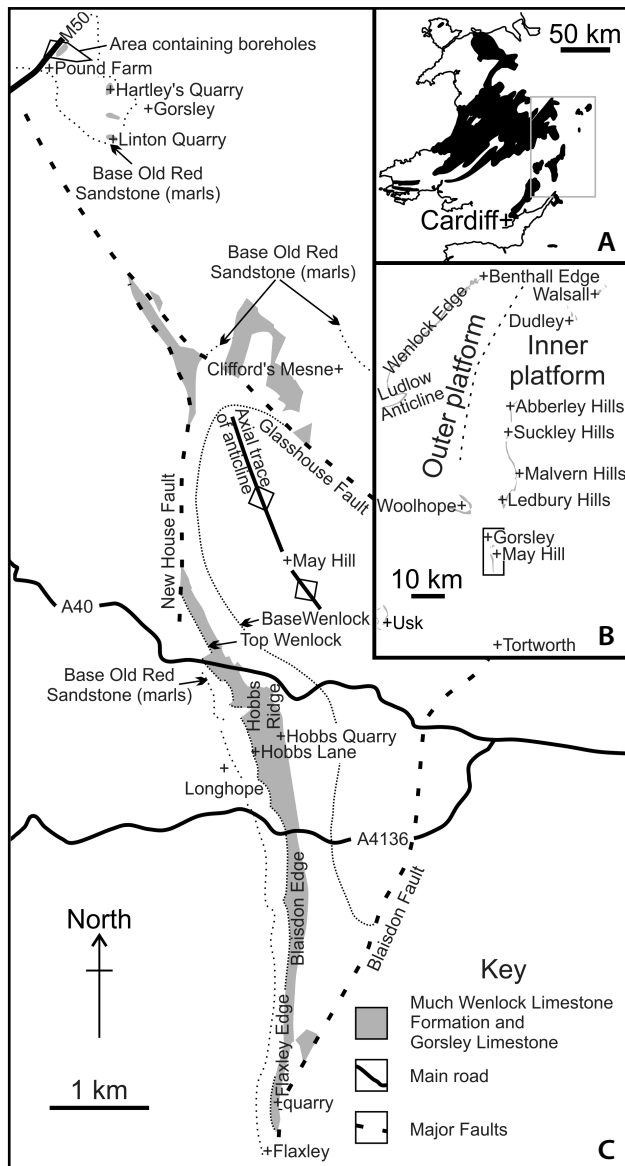 M50
Area containing boreholes
+Pound Farm
+Hartley's Quarry
+Gorsley
+Linton Quarry
Base Old Red
Sandstone (marls)
50 km
Cardiff+
A
Base Old Red
Sandstone (marls)
Clifford's Mesne+
Axial trace
of anticline
Glasshouse Fault
New House Fault
+May Hill
A40
BaseWenlock
Top Wenlock
Base Old Red
Sandstone (marls)
Hobbs
Ridge
+Hobbs Quarry
+Hobbs Lane
+
Longhope
A4136
Blaisdon Edge
Blaisdon Fault
Flaxley Edge
+quarry
+Flaxley
North
1 km
+Benthall Edge
Walsall+
Wenlock Edge
Dudley+
Outer platform
Inner
platform
Ludlow
Anticline
+Abberley Hills
+Suckley Hills
+Malvern Hills
Woolhope+
+Ledbury Hills
+Gorsley
+May Hill
10 km
B
+Usk
+Tortworth
Key
Much Wenlock Limestone
Formation and
Gorsley Limestone
Main road
Major Faults
C